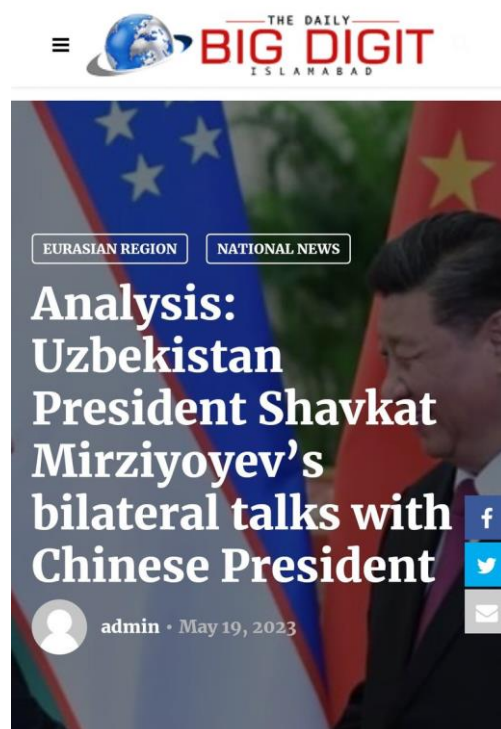 THE DAILY
BIG DIGIT
ISLAMABAD
EURASIAN REGION NATIONAL NEWS
Analysis:
Uzbekistan
President Shavkat
Mirziyoyev’s
bilateral talks with
Chinese President
admin • May 19, 2023